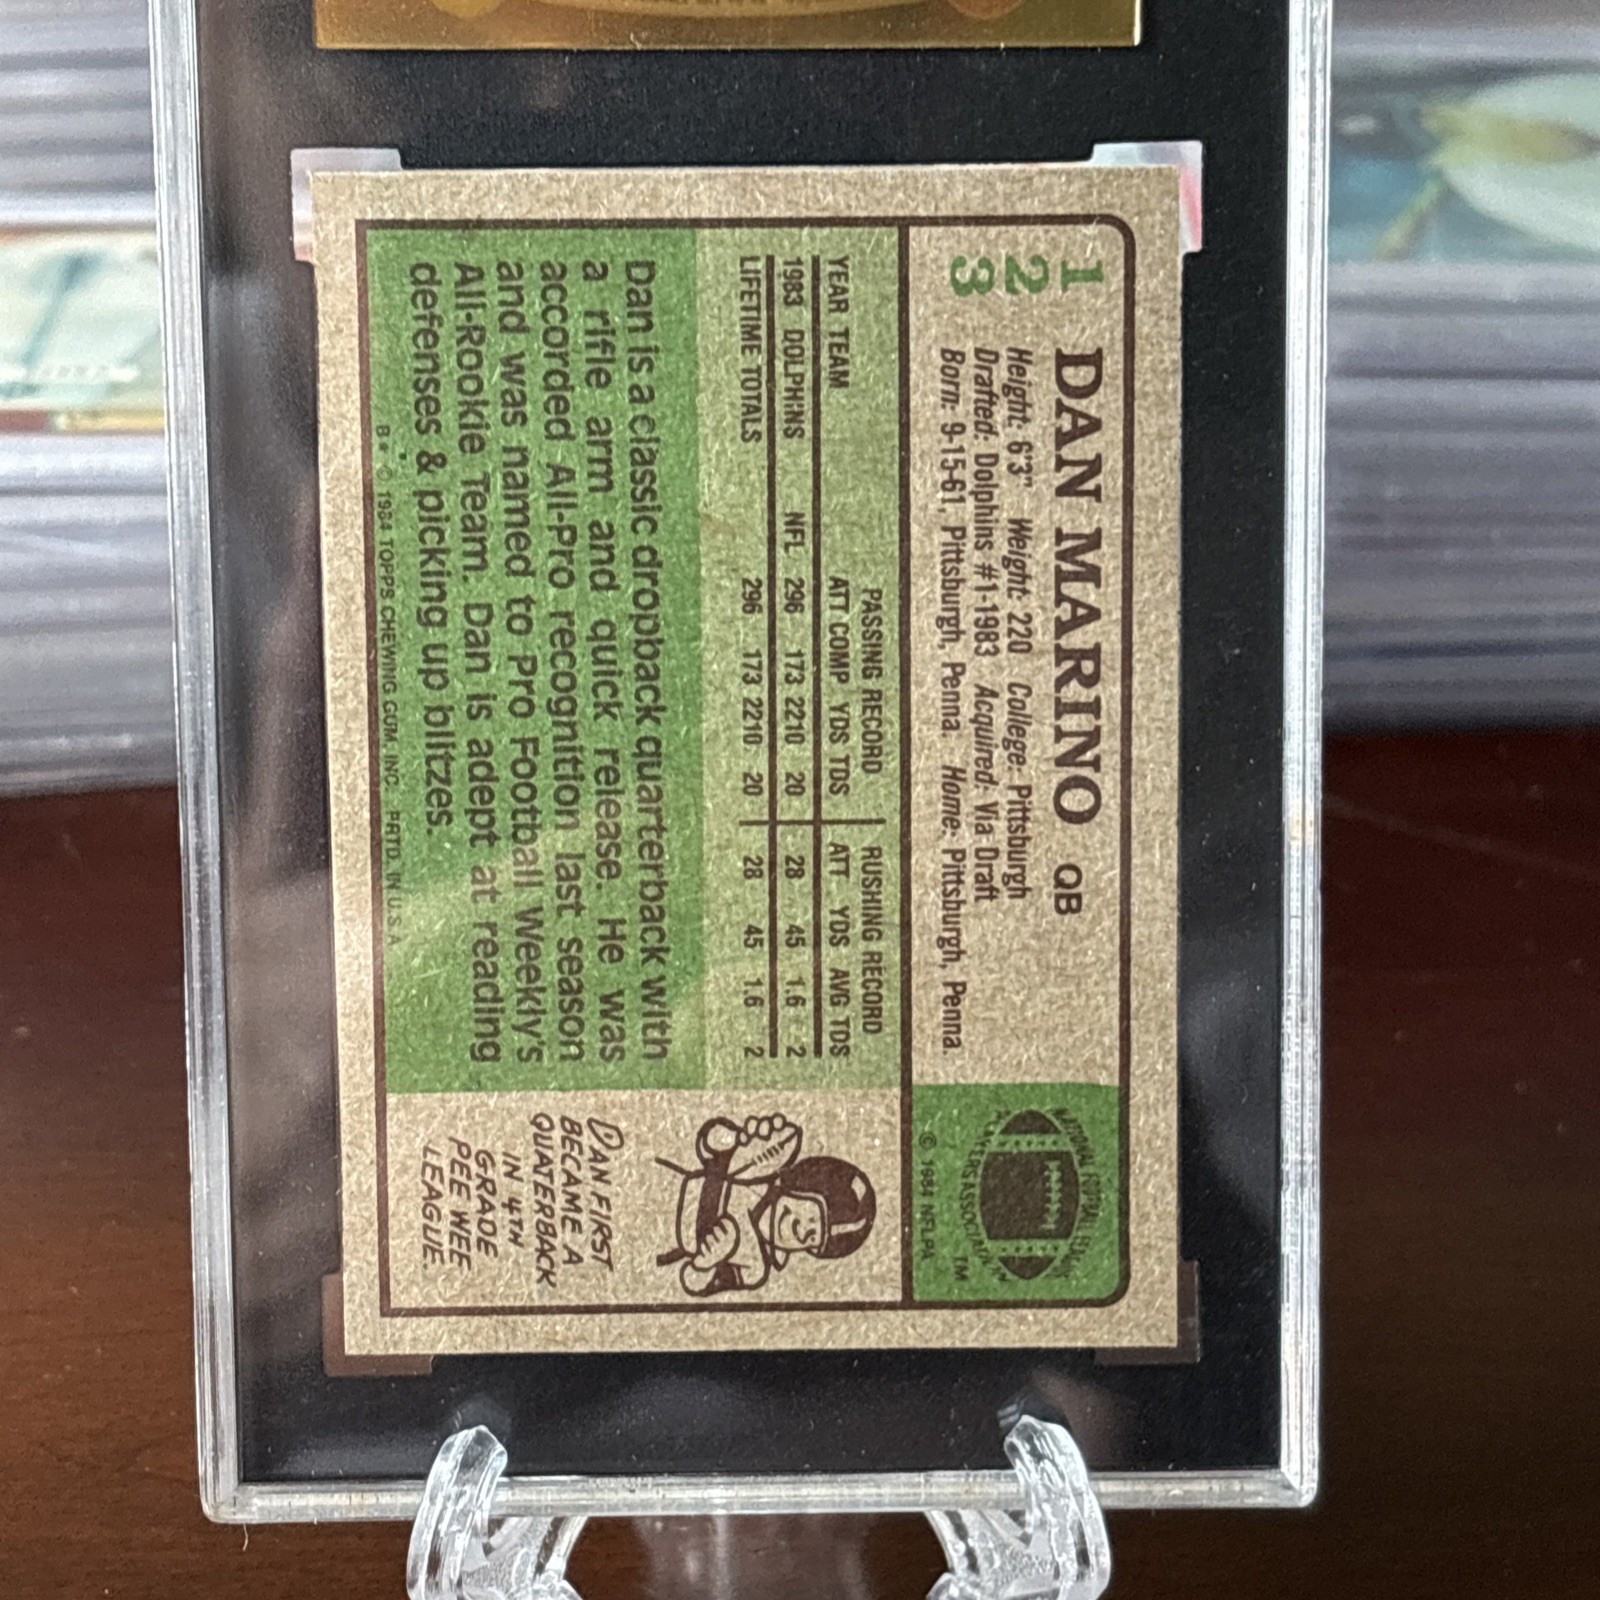 123
DAN MARINO QB
Height: 6'3" Weight: 220 College: Pittsburgh
Drafted: Dolphins #1-1983 Acquired: Via Draft
Born: 9-15-61, Pittsburgh, Penna. Home: Pittsburgh, Penna.
NATIONAL FOOTBALL LEAGUE PLAYERS ASSOCIATION
TM
© 1984 NFLPA
PASSING RECORD RUSHING RECORD
YEAR TEAM ATT COMP YDS TDS ATT YDS AVG TDS
1983 DOLPHINS NFL 296 173 2210 20 28 45 1.6 2
LIFETIME TOTALS 296 173 2210 20 28 45 1.6 2
Dan is a classic dropback quarterback with
a rifle arm and quick release. He was
accorded All-Pro recognition last season
and was named to Pro Football Weekly's
All-Rookie Team. Dan is adept at reading
defenses & picking up blitzes.
B* © 1984 TOPPS CHEWING GUM, INC. PRTD. IN U.S.A.
DAN FIRST
BECAME A
QUATERBACK
IN 4TH
GRADE
PEE WEE
LEAGUE.